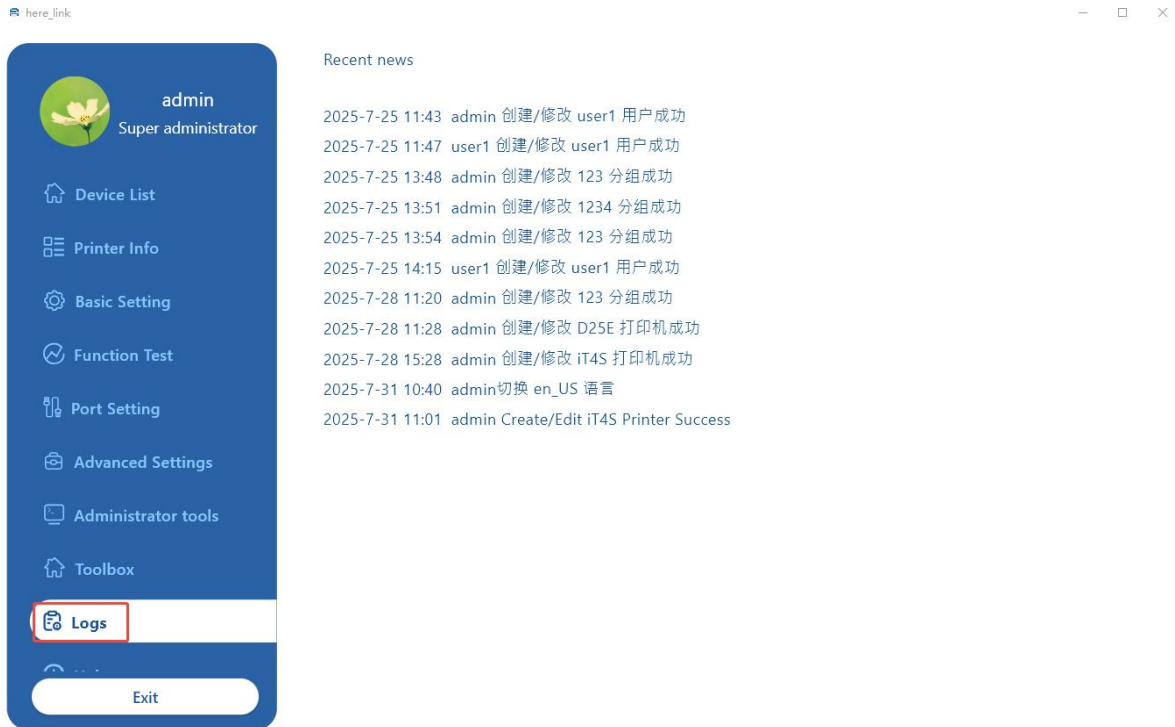 here_link
admin
Super administrator
Device List
Printer Info
Basic Setting
Function Test
Port Setting
Advanced Settings
Administrator tools
Toolbox
Logs
Exit
Recent news
2025-7-25 11:43 admin 创建/修改 user1 用户成功
2025-7-25 11:47 user1 创建/修改 user1 用户成功
2025-7-25 13:48 admin 创建/修改 123 分组成功
2025-7-25 13:51 admin 创建/修改 1234 分组成功
2025-7-25 13:54 admin 创建/修改 123 分组成功
2025-7-25 14:15 user1 创建/修改 user1 用户成功
2025-7-28 11:20 admin 创建/修改 123 分组成功
2025-7-28 11:28 admin 创建/修改 D25E 打印机成功
2025-7-28 15:28 admin 创建/修改 iT4S 打印机成功
2025-7-31 10:40 admin切换 en_US 语言
2025-7-31 11:01 admin Create/Edit iT4S Printer Success